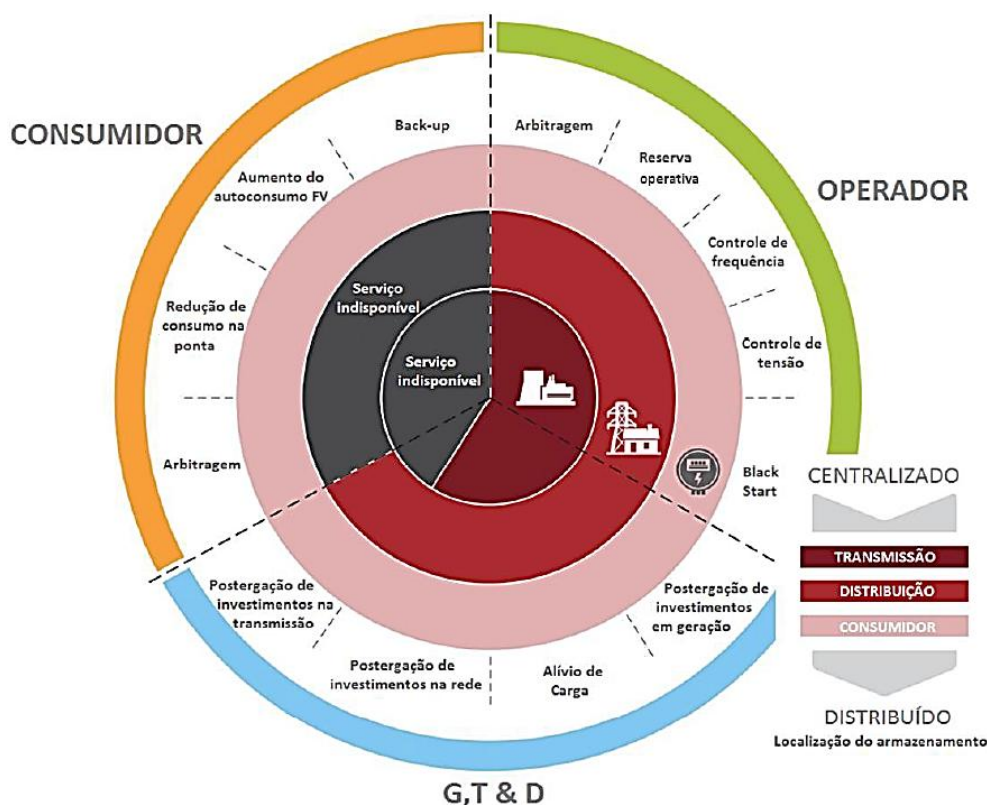 CONSUMIDOR
OPERADOR
Back-up
Arbitragem
Aumento do
autoconsumo FV
Reserva
operativa
Controle de
frequência
Redução de
consumo na
ponta
Serviço
indisponível
Serviço
indisponível
Controle de
tensão
Arbitragem
Black
Start
CENTRALIZADO
TRANSMISSÃO
DISTRIBUIÇÃO
CONSUMIDOR
DISTRIBUÍDO
Localização do armazenamento
Postergação de
investimentos na
transmissão
Postergação de
investimentos na rede
Alívio de
Carga
Postergação de
investimentos
em geração
G,T & D